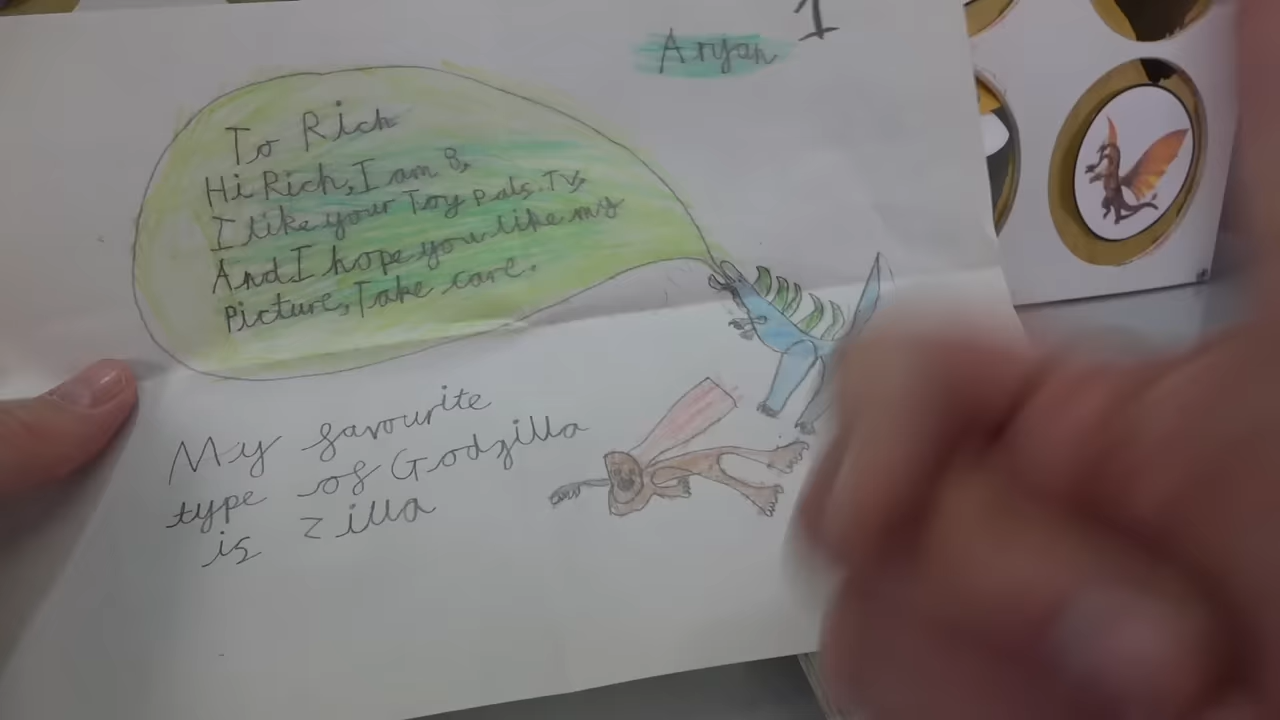 1
Aryan
To Rich
Hi Rich, I am 8,
I like your Toy pals.Tv,
And I hope you like my
picture, Take care.
My favourite
type of Godzilla
is Zilla